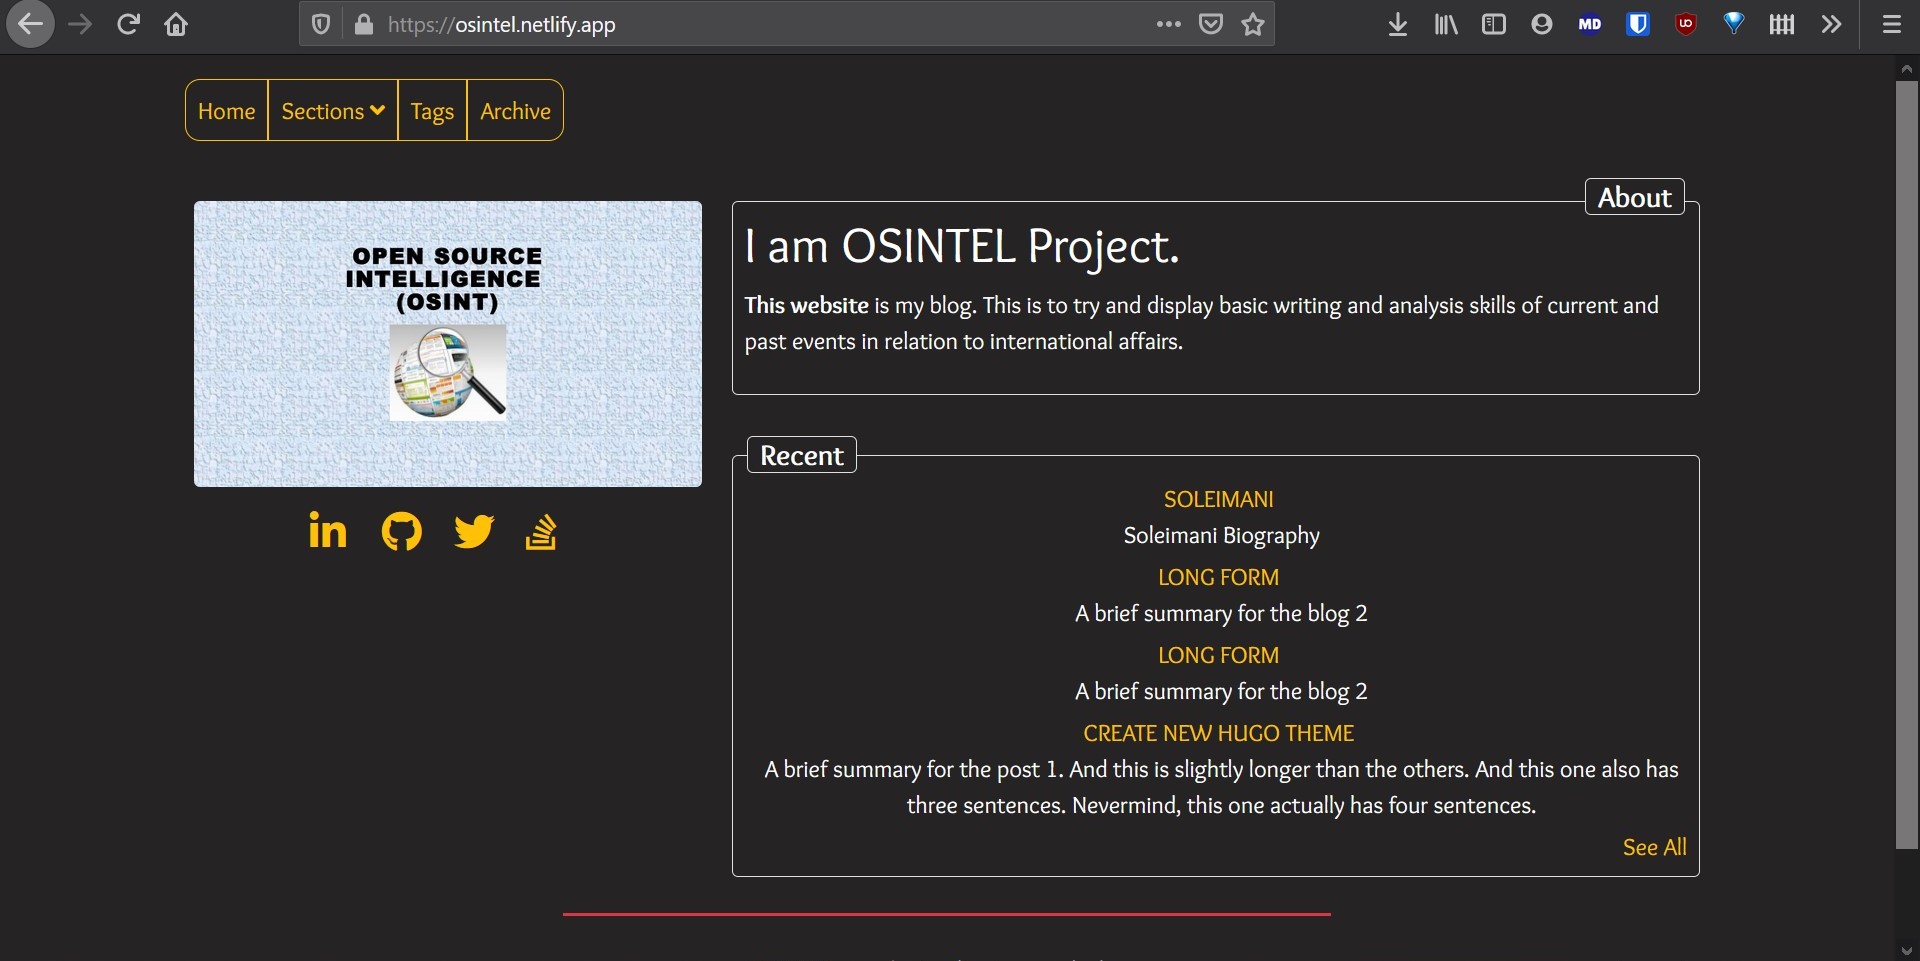 https://osintel.netlify.app
MD
UO
Home
Sections
Tags
Archive
OPEN SOURCE
INTELLIGENCE
(OSINT)
in
About
I am OSINTEL Project.
This website is my blog. This is to try and display basic writing and analysis skills of current and
past events in relation to international affairs.
Recent
SOLEIMANI
Soleimani Biography
LONG FORM
A brief summary for the blog 2
LONG FORM
A brief summary for the blog 2
CREATE NEW HUGO THEME
A brief summary for the post 1. And this is slightly longer than the others. And this one also has
three sentences. Nevermind, this one actually has four sentences.
See All